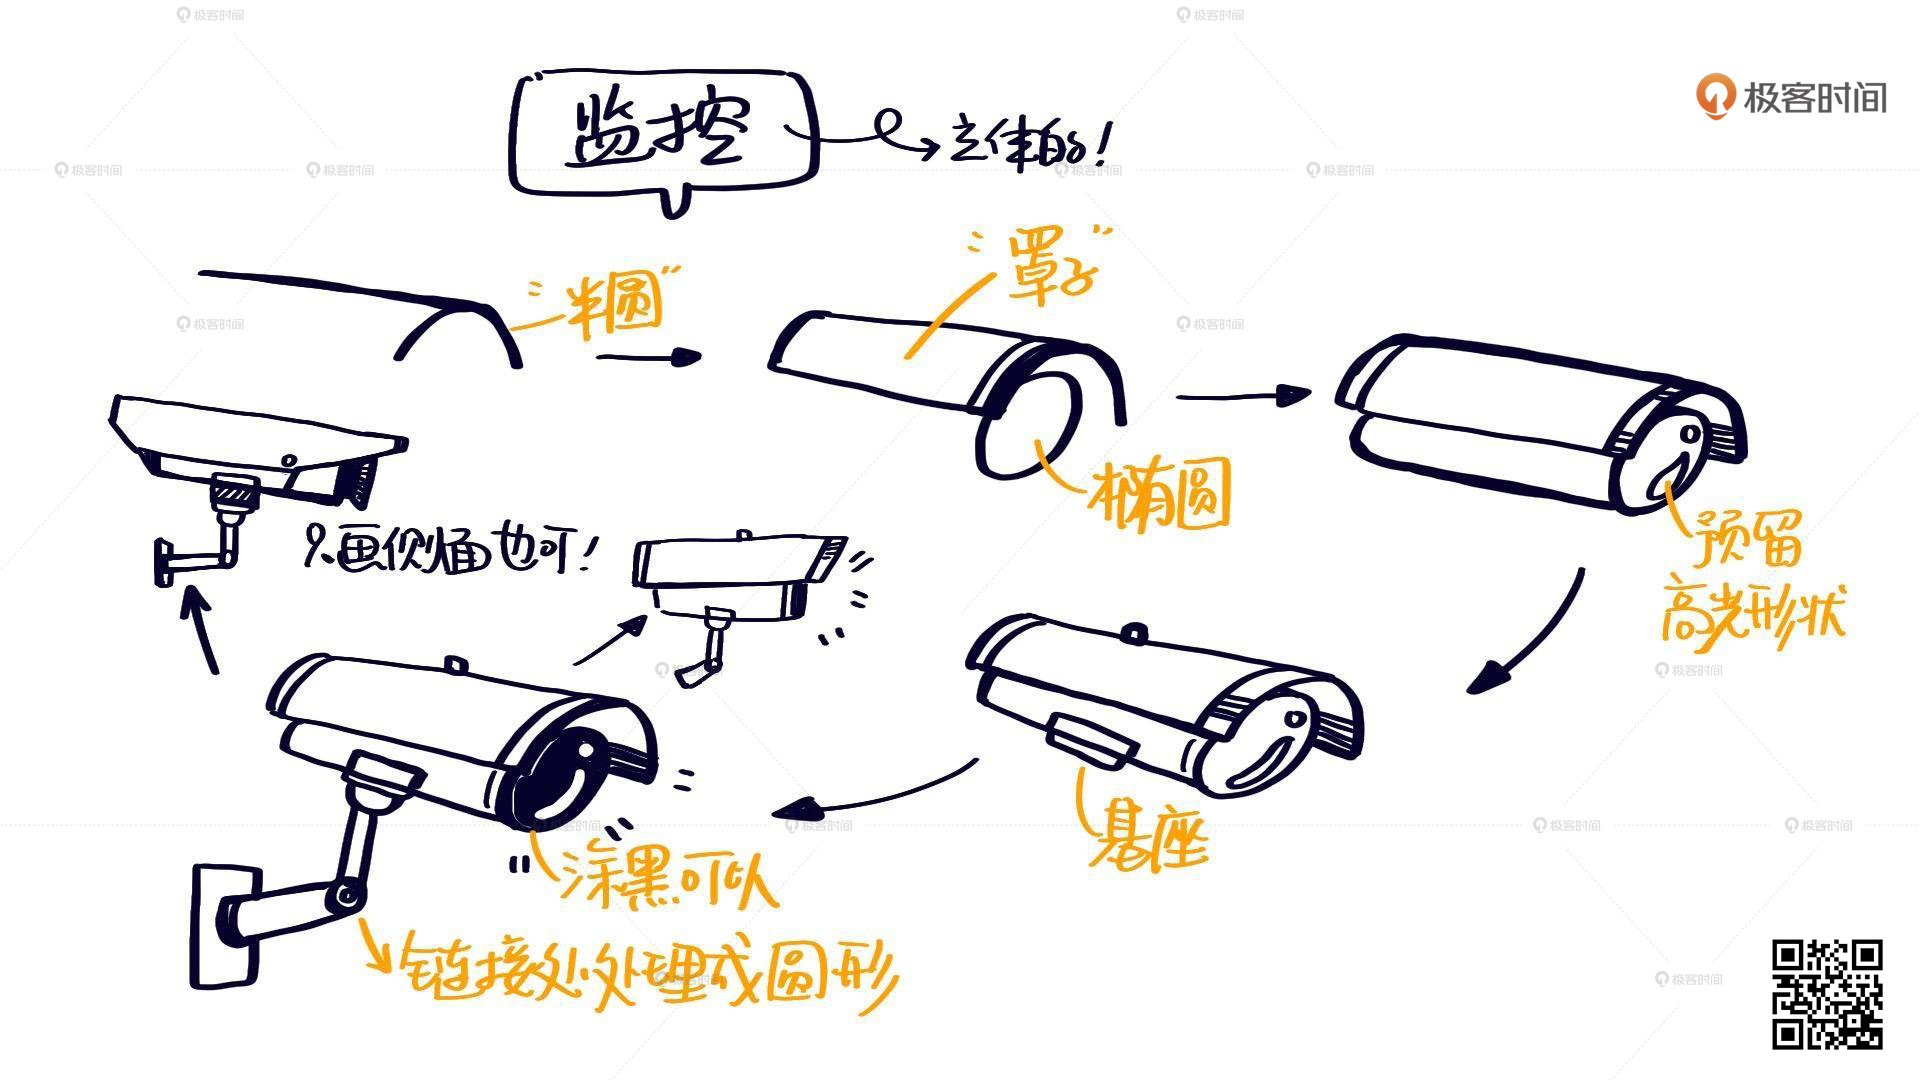 监控
立体的！
极客时间
"半圆"
"罩子"
椭圆
预留
高光形状
基座
涂黑可以
链接处处理成圆形
画侧面也可！